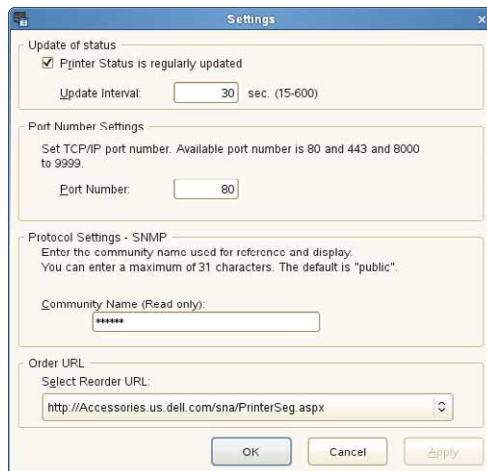 Settings
Update of status
Printer Status is regularly updated
Update Interval: 30 sec. (15-600)
Port Number Settings
Set TCP/IP port number. Available port number is 80 and 443 and 8000
to 9999.
Port Number: 80
Protocol Settings - SNMP
Enter the community name used for reference and display.
You can enter a maximum of 31 characters. The default is "public".
Community Name (Read only):
******
Order URL
Select Reorder URL:
http://Accessories.us.dell.com/sna/PrinterSeg.aspx
OK Cancel Apply